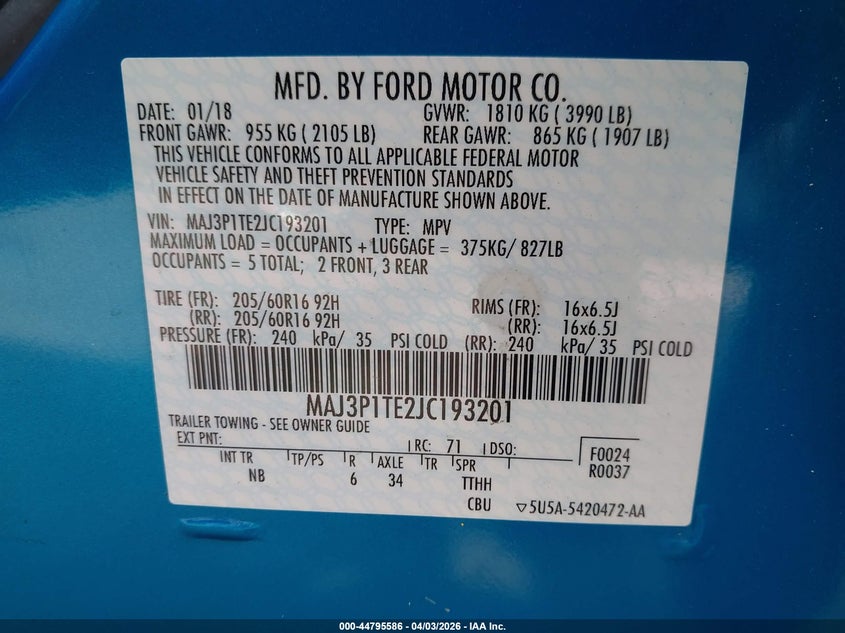 MFD. BY FORD MOTOR CO.
DATE: 01/18 GVWR: 1810 KG ( 3990 LB)
FRONT GAWR: 955 KG ( 2105 LB) REAR GAWR: 865 KG ( 1907 LB)
THIS VEHICLE CONFORMS TO ALL APPLICABLE FEDERAL MOTOR
VEHICLE SAFETY AND THEFT PREVENTION STANDARDS
IN EFFECT ON THE DATE OF MANUFACTURE SHOWN ABOVE.
VIN: MAJ3P1TE2JC193201 TYPE: MPV
MAXIMUM LOAD = OCCUPANTS + LUGGAGE = 375KG/ 827LB
OCCUPANTS = 5 TOTAL; 2 FRONT, 3 REAR
TIRE (FR): 205/60R16 92H RIMS (FR): 16x6.5J
(RR): 205/60R16 92H (RR): 16x6.5J
PRESSURE (FR): 240 kPa/ 35 PSI COLD (RR): 240 kPa/ 35 PSI COLD
MAJ3P1TE2JC193201
TRAILER TOWING - SEE OWNER GUIDE
EXT PNT: RC: 71 DSO: F0024
INT TR TP/PS R AXLE TR SPR R0037
NB 6 34 TTHH
CBU ▽5U5A-5420472-AA
000-44795586 - 04/03/2026 - IAA Inc.